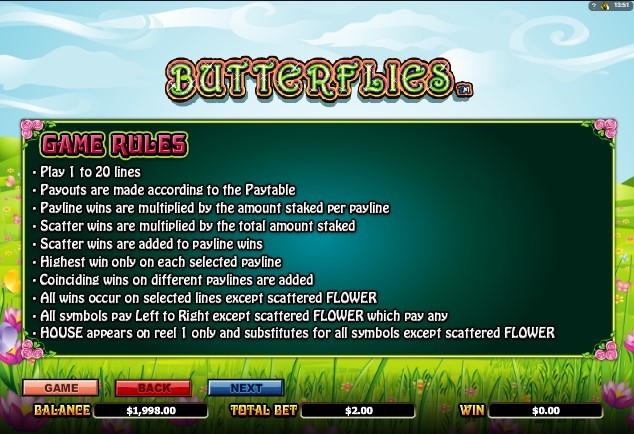 ? 13:51
BUTTERFLIES TM
GAME RULES
· Play 1 to 20 lines
· Payouts are made according to the Paytable
· Payline wins are multiplied by the amount staked per payline
· Scatter wins are multiplied by the total amount staked
· Scatter wins are added to payline wins
· Highest win only on each selected payline
· Coinciding wins on different paylines are added
· All wins occur on selected lines except scattered FLOWER
· All symbols pay Left to Right except scattered FLOWER which pay any
· HOUSE appears on reel 1 only and substitutes for all symbols except scattered FLOWER
GAME BACK NEXT
BALANCE $1,998.00 TOTAL BET $2.00 WIN $0.00